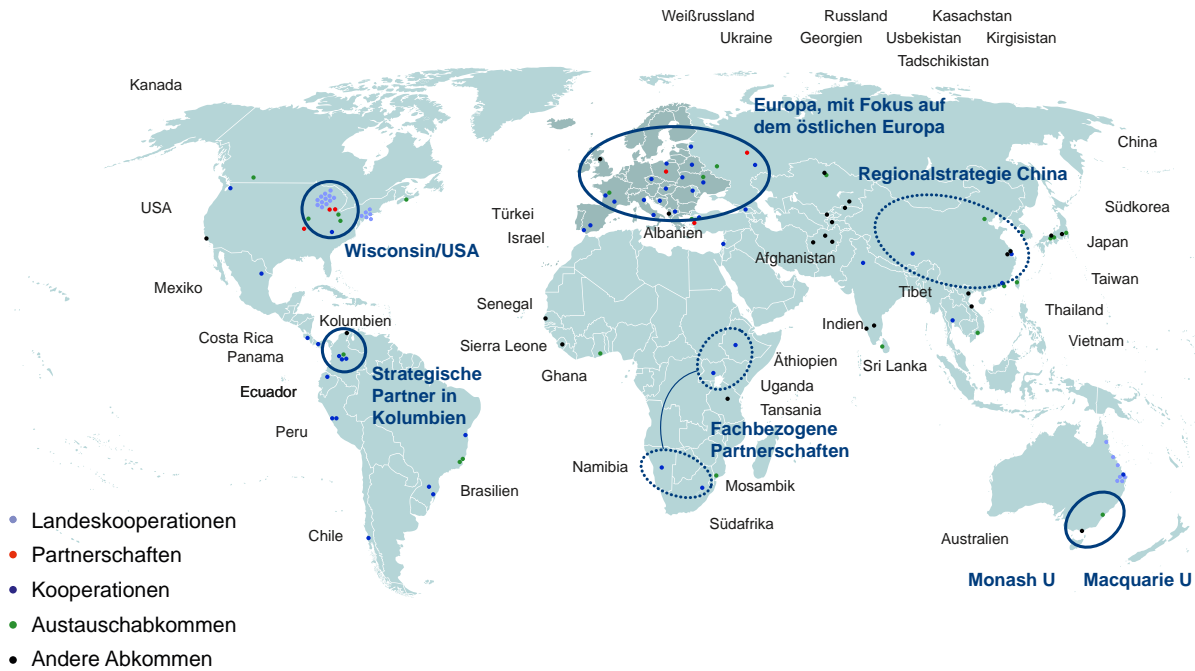 Weißrussland
Russland
Kasachstan
Ukraine
Georgien
Usbekistan
Kirgisistan
Tadschikistan
Kanada
Europa, mit Fokus auf
dem östlichen Europa
China
Regionalstrategie China
USA
Türkei
Südkorea
Israel
Albanien
Japan
Wisconsin/USA
Afghanistan
Taiwan
Mexiko
Tibet
Senegal
Thailand
Kolumbien
Indien
Costa Rica
Sierra Leone
Vietnam
Panama
Äthiopien
Sri Lanka
Ghana
Strategische
Partner in
Kolumbien
Ecuador
Uganda
Tansania
Peru
Fachbezogene
Partnerschaften
Namibia
Mosambik
Brasilien
Südafrika
Chile
Australien
Monash U
Macquarie U
Landeskooperationen
Partnerschaften
Kooperationen
Austauschabkommen
Andere Abkommen